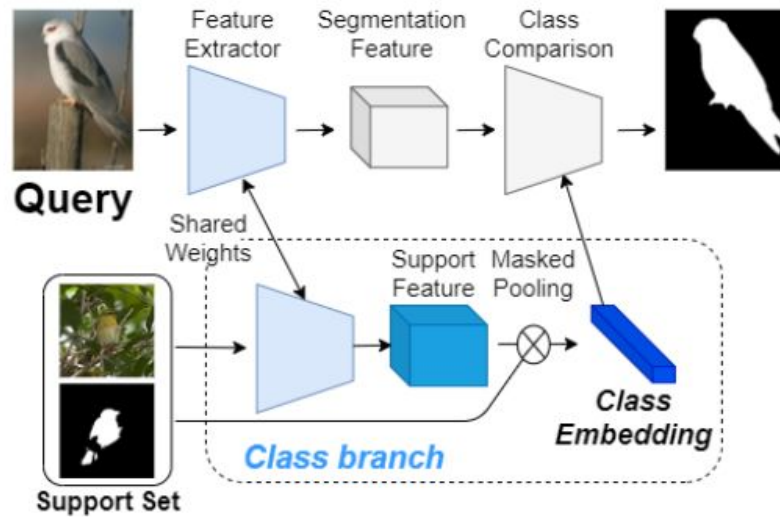 Feature
Extractor
Segmentation
Feature
Class
Comparison
Query
Shared
Weights
Support
Feature
Masked
Pooling
Class
Embedding
Class branch
Support Set